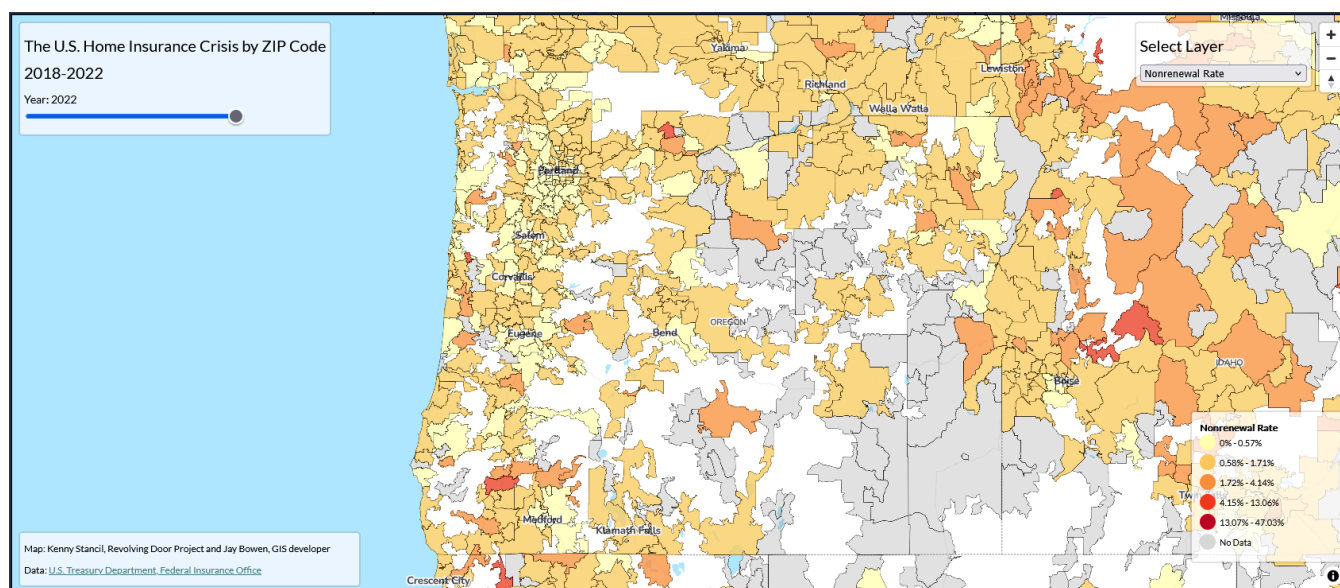 The U.S. Home Insurance Crisis by ZIP Code
2018-2022
Year: 2022
Select Layer
Nonrenewal Rate
+
−
Missoula
Yakima
Lewiston
Richland
Walla Walla
Portland
Salem
Corvallis
Eugene
Bend
OREGON
Boise
IDAHO
Medford
Klamath Falls
Crescent City
Nonrenewal Rate
0% - 0.57%
0.58% - 1.71%
1.72% - 4.14%
4.15% - 13.06%
13.07% - 47.03%
No Data
Map: Kenny Stancil, Revolving Door Project and Jay Bowen, GIS developer
Data: U.S. Treasury Department, Federal Insurance Office